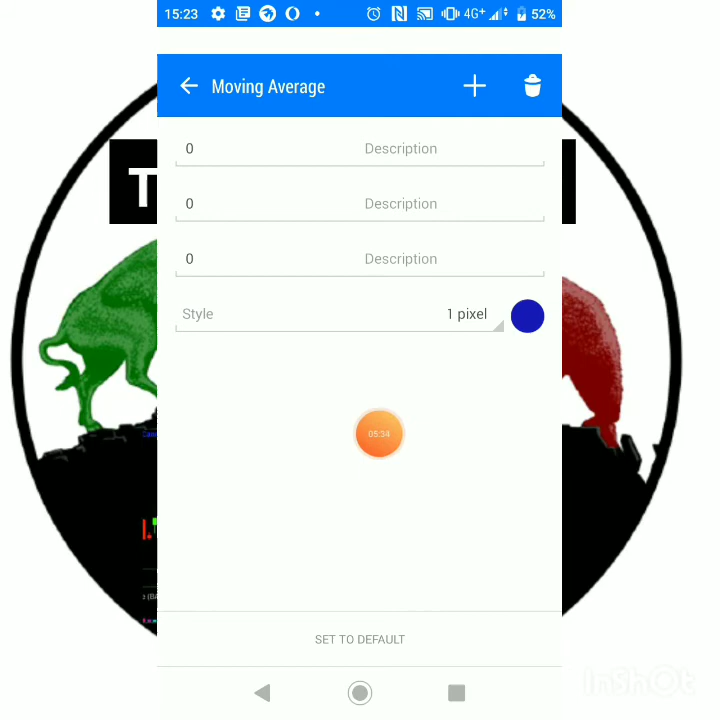 15:23 4G+ 52%
Moving Average
T
0 Description
0 Description
0 Description
Style 1 pixel
05:34
SET TO DEFAULT
InShOt